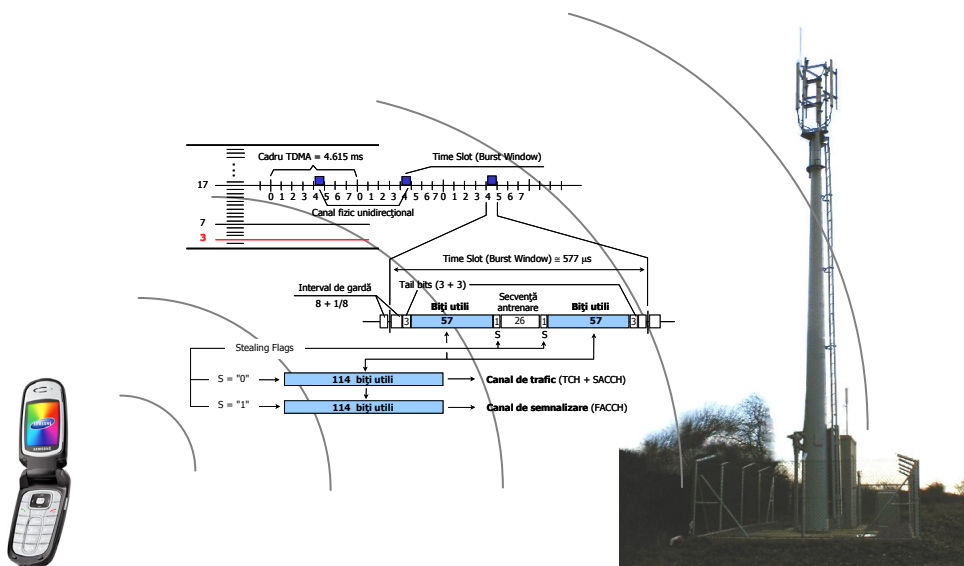 Cadru TDMA = 4.615 ms
Time Slot (Burst Window)
17
0 1 2 3 4 5 6 7 0 1 2 3 4 5 6 7 0 1 2 3 4 5 6 7
Canal fizic unidirecțional
7
3
Time Slot (Burst Window) ≅ 577 μs
Interval de gardă
8 + 1/8
Tail bits (3 + 3)
Biți utili
Secvență
antrenare
Biți utili
3 57 1 26 1 57 3
S S
Stealing Flags
S = "0"
114 biți utili
Canal de trafic (TCH + SACCH)
S = "1"
114 biți utili
Canal de semnalizare (FACCH)
SAMSUNG
SAMSUNG